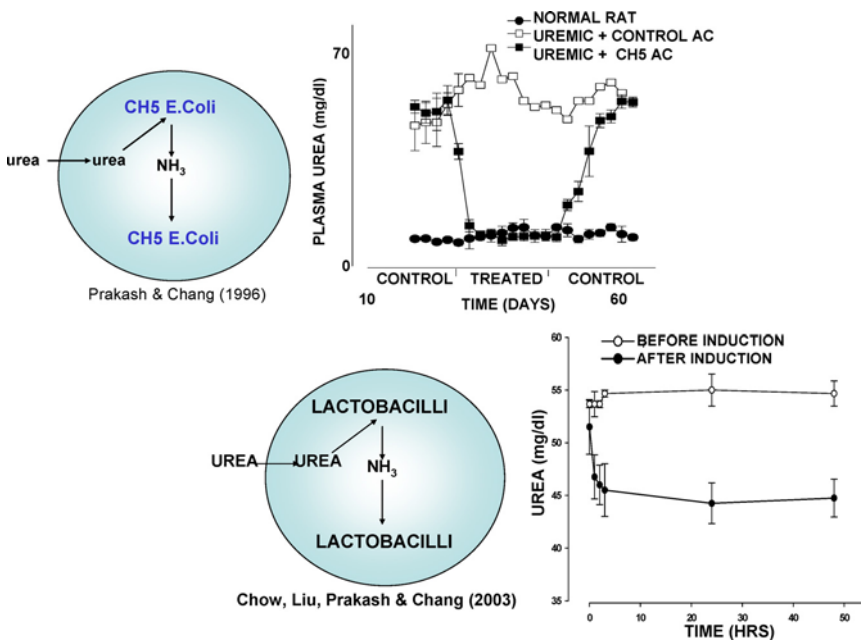 NORMAL RAT
UREMIC + CONTROL AC
UREMIC + CH5 AC
70
PLASMA UREA (mg/dl)
0
CONTROL TREATED CONTROL
10 60
TIME (DAYS)
CH5 E.Coli
urea urea
NH3
CH5 E.Coli
Prakash & Chang (1996)
BEFORE INDUCTION
AFTER INDUCTION
60
55
50
45
40
35
UREA (mg/dl)
0 10 20 30 40 50
TIME (HRS)
LACTOBACILLI
UREA UREA
NH3
LACTOBACILLI
Chow, Liu, Prakash & Chang (2003)